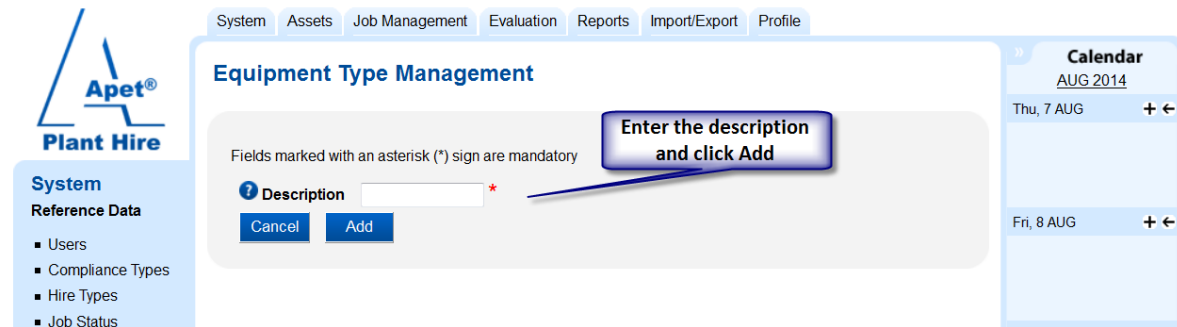 System Assets Job Management Evaluation Reports Import/Export Profile
Apet®
Plant Hire
System
Reference Data
Users
Compliance Types
Hire Types
Job Status
Equipment Type Management
Fields marked with an asterisk (*) sign are mandatory
Enter the description
and click Add
? Description *
Cancel Add
» Calendar
AUG 2014
Thu, 7 AUG
Fri, 8 AUG